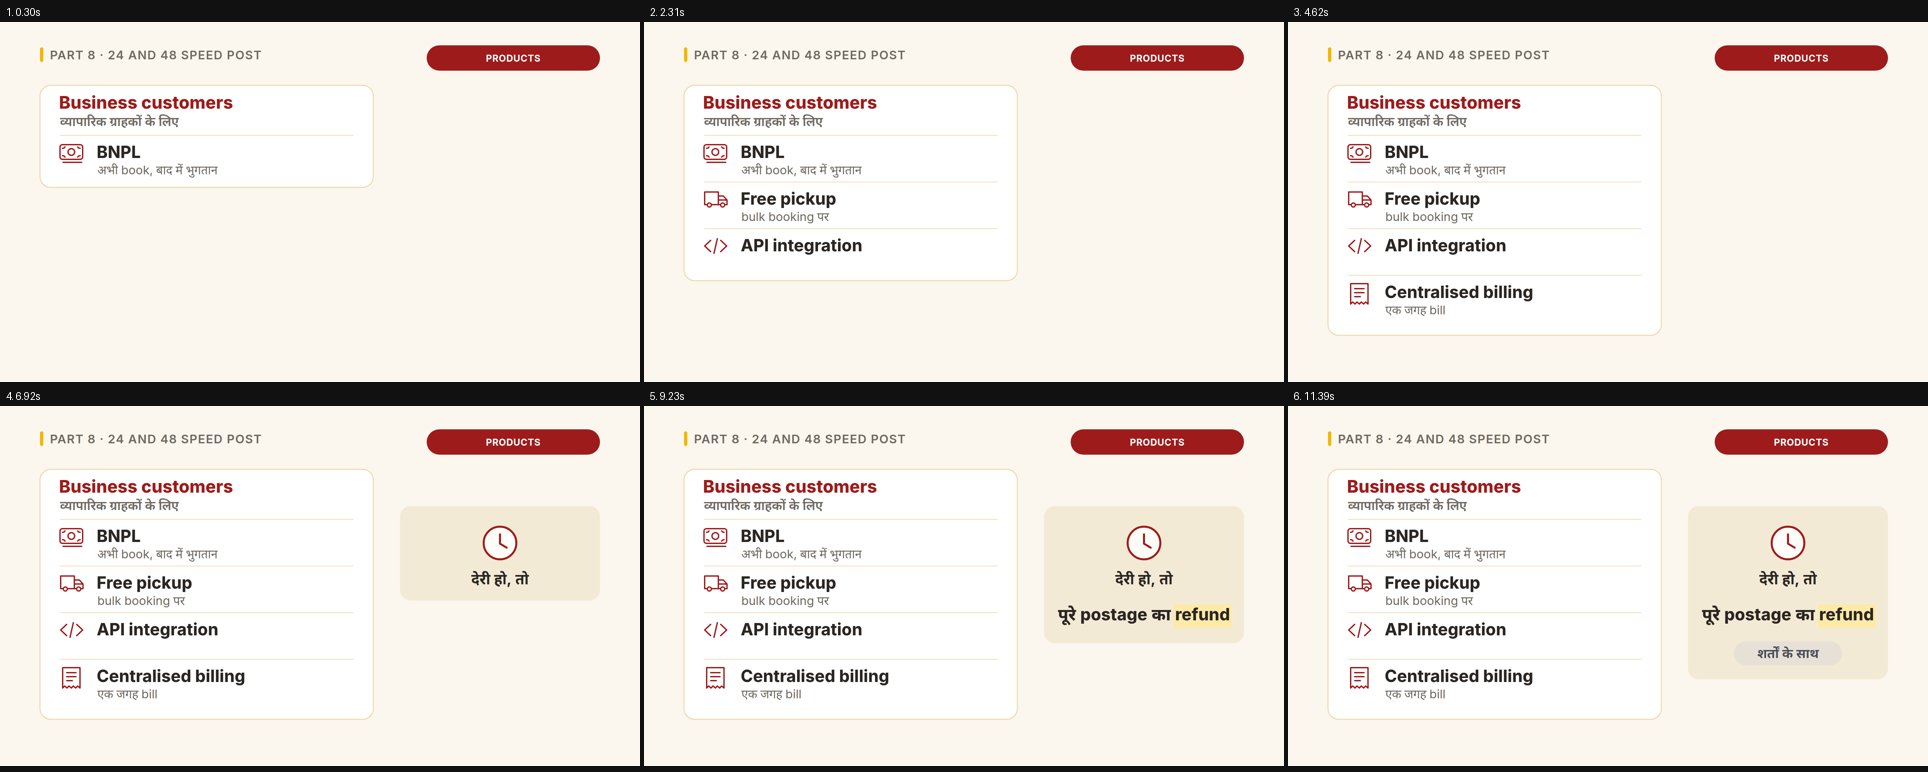 1. 0.30s
PART 8 · 24 AND 48 SPEED POST
PRODUCTS
Business customers
व्यापारिक ग्राहकों के लिए
BNPL
अभी book, बाद में भुगतान
2. 2.31s
PART 8 · 24 AND 48 SPEED POST
PRODUCTS
Business customers
व्यापारिक ग्राहकों के लिए
BNPL
अभी book, बाद में भुगतान
Free pickup
bulk booking पर
API integration
3. 4.62s
PART 8 · 24 AND 48 SPEED POST
PRODUCTS
Business customers
व्यापारिक ग्राहकों के लिए
BNPL
अभी book, बाद में भुगतान
Free pickup
bulk booking पर
API integration
Centralised billing
एक जगह bill
4. 6.92s
PART 8 · 24 AND 48 SPEED POST
PRODUCTS
Business customers
व्यापारिक ग्राहकों के लिए
BNPL
अभी book, बाद में भुगतान
Free pickup
bulk booking पर
API integration
Centralised billing
एक जगह bill
देरी हो, तो
5. 9.23s
PART 8 · 24 AND 48 SPEED POST
PRODUCTS
Business customers
व्यापारिक ग्राहकों के लिए
BNPL
अभी book, बाद में भुगतान
Free pickup
bulk booking पर
API integration
Centralised billing
एक जगह bill
देरी हो, तो
पूरे postage का refund
6. 11.39s
PART 8 · 24 AND 48 SPEED POST
PRODUCTS
Business customers
व्यापारिक ग्राहकों के लिए
BNPL
अभी book, बाद में भुगतान
Free pickup
bulk booking पर
API integration
Centralised billing
एक जगह bill
देरी हो, तो
पूरे postage का refund
शर्तों के साथ